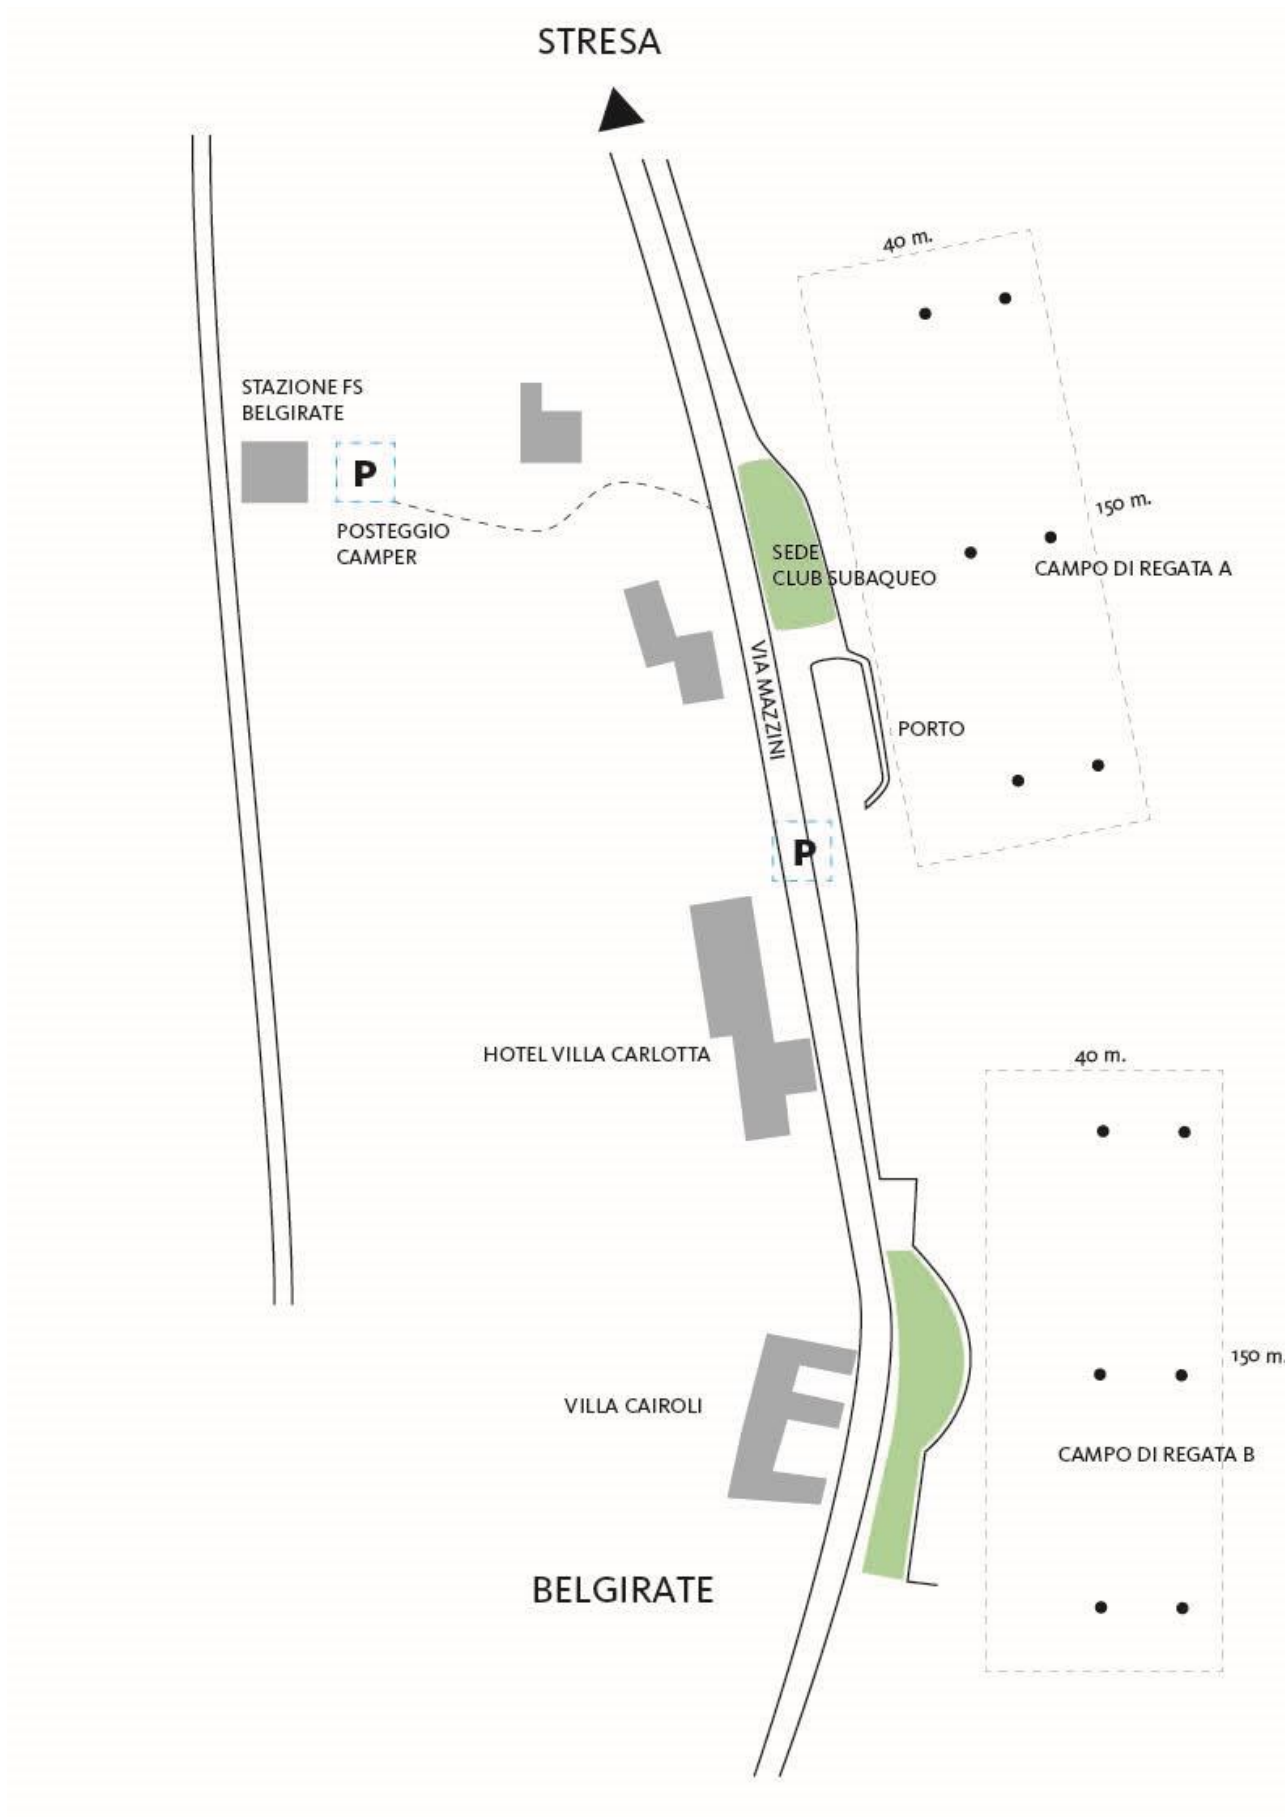 STRESA
40 m.
STAZIONE FS
BELGIRATE
P
POSTEGGIO
CAMPER
150 m.
SEDE
CLUB SUBAQUEO
CAMPO DI REGATA A
VIA MAZZINI
PORTO
P
HOTEL VILLA CARLOTTA
40 m.
150 m.
VILLA CAIROLI
CAMPO DI REGATA B
BELGIRATE